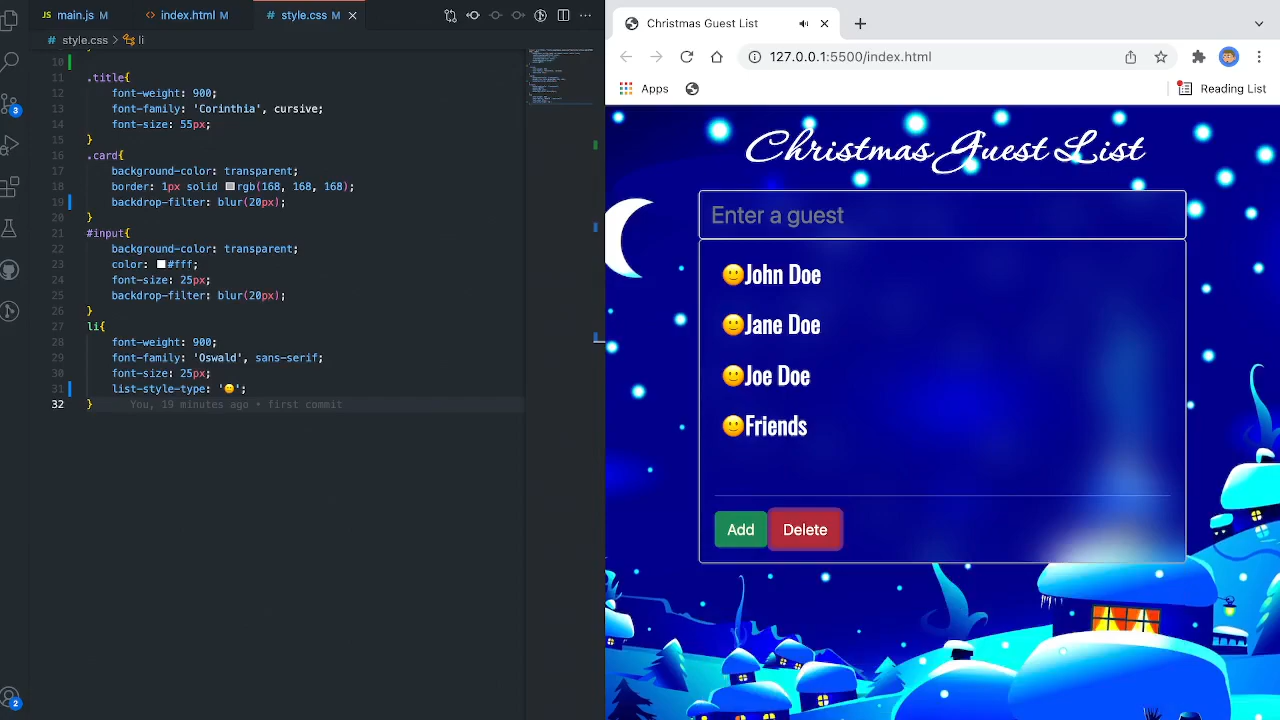 JS main.js M
<> index.html M
# style.css M
# style.css > li
10
11 .title{
12 font-weight: 900;
13 font-family: 'Corinthia', cursive;
14 font-size: 55px;
15 }
16 .card{
17 background-color: transparent;
18 border: 1px solid rgb(168, 168, 168);
19 backdrop-filter: blur(20px);
20 }
21 #input{
22 background-color: transparent;
23 color: #fff;
24 font-size: 25px;
25 backdrop-filter: blur(20px);
26 }
27 li{
28 font-weight: 900;
29 font-family: 'Oswald', sans-serif;
30 font-size: 25px;
31 list-style-type: '🙂';
32 } You, 19 minutes ago • first commit
3
2
Christmas Guest List
127.0.0.1:5500/index.html
Apps
Reading List
Christmas Guest List
Enter a guest
🙂John Doe
🙂Jane Doe
🙂Joe Doe
🙂Friends
Add Delete